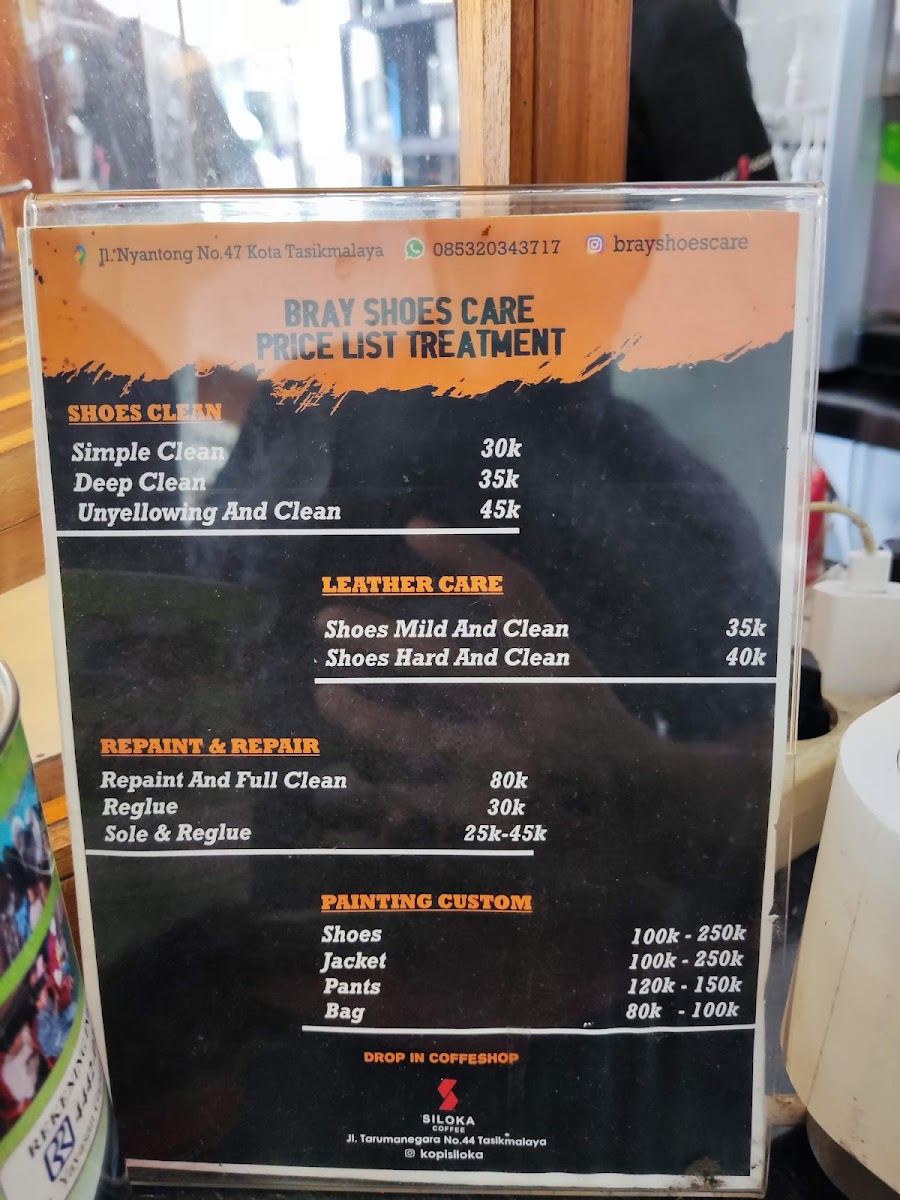 Jl. Nyantong No.47 Kota Tasikmalaya 085320343717 brayshoescare
BRAY SHOES CARE
PRICE LIST TREATMENT
SHOES CLEAN
Simple Clean 30k
Deep Clean 35k
Unyellowing And Clean 45k
LEATHER CARE
Shoes Mild And Clean 35k
Shoes Hard And Clean 40k
REPAINT & REPAIR
Repaint And Full Clean 80k
Reglue 30k
Sole & Reglue 25k-45k
PAINTING CUSTOM
Shoes 100k - 250k
Jacket 100k - 250k
Pants 120k - 150k
Bag 80k - 100k
DROP IN COFFESHOP
SILOKA
COFFEE
Jl. Tarumanegara No.44 Tasikmalaya
kopisiloka